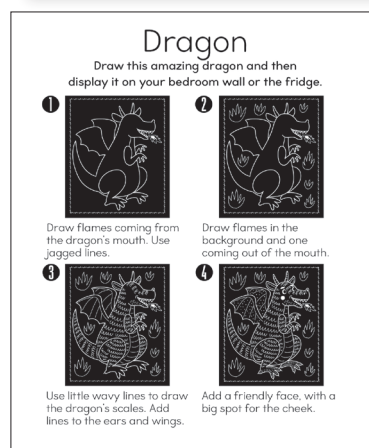 Dragon
Draw this amazing dragon and then
display it on your bedroom wall or the fridge.
1
2
Draw flames coming from
the dragon's mouth. Use
jagged lines.
Draw flames in the
background and one
coming out of the mouth.
3
4
Use little wavy lines to draw
the dragon's scales. Add
lines to the ears and wings.
Add a friendly face, with a
big spot for the cheek.